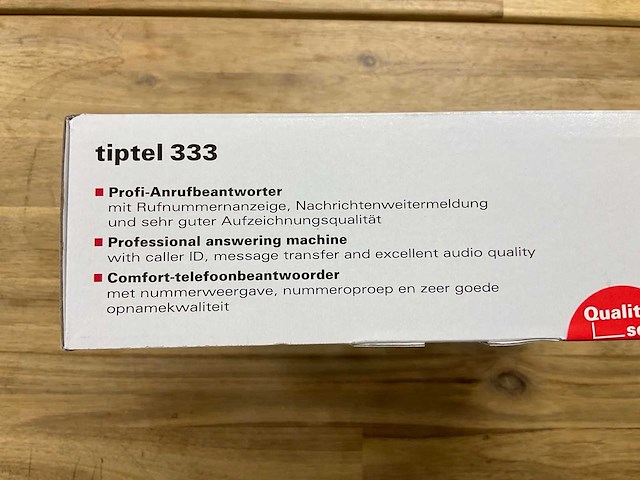 tiptel 333
Profi-Anrufbeantworter
mit Rufnummernanzeige, Nachrichtenweitermeldung
und sehr guter Aufzeichnungsqualität
Professional answering machine
with caller ID, message transfer and excellent audio quality
Comfort-telefoonbeantwoorder
met nummerweergave, nummeroproep en zeer goede
opnamekwaliteit